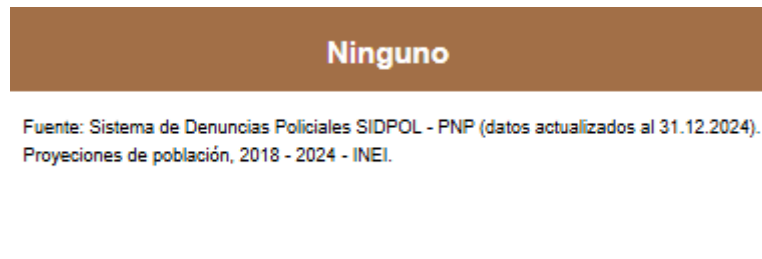 Ninguno
Fuente: Sistema de Denuncias Policiales SIDPOL - PNP (datos actualizados al 31.12.2024).
Proyeciones de población, 2018 - 2024 - INEI.